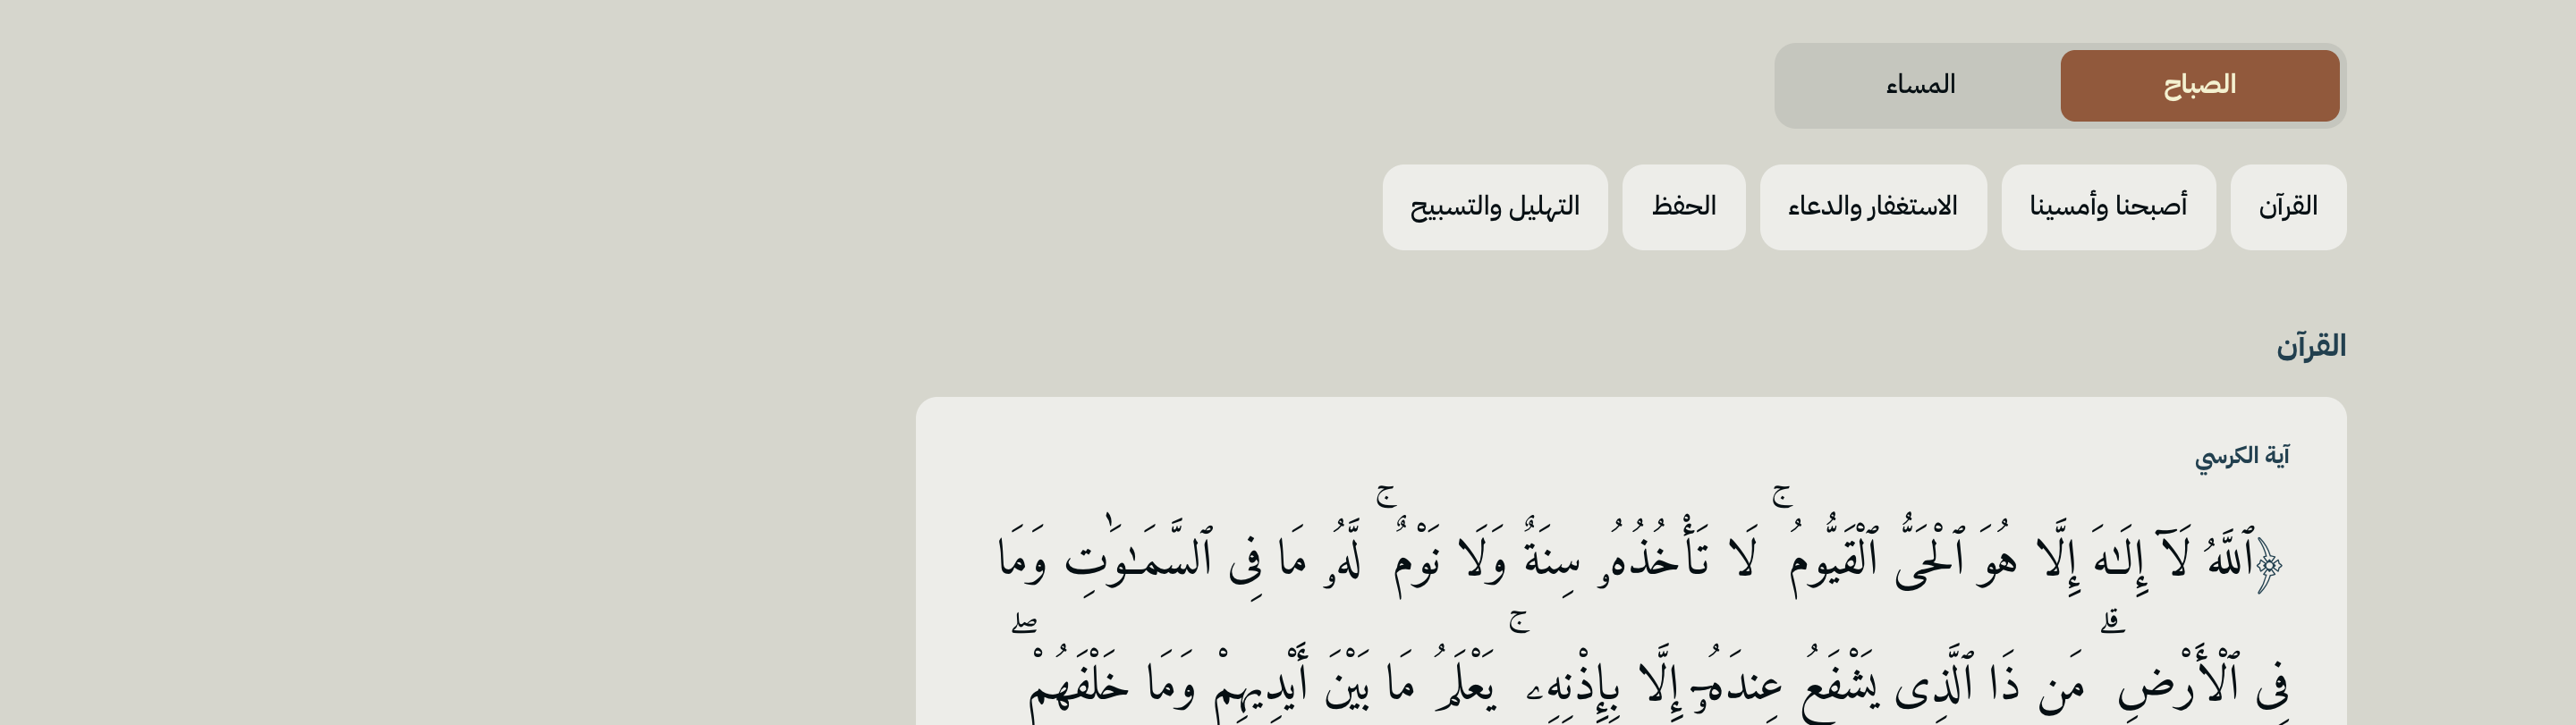 الصباح المساء
القرآن أصبحنا وأمسينا الاستغفار والدعاء الحفظ التهليل والتسبيح
القرآن
آية الكرسي
﴿ٱللَّهُ لَآ إِلَـٰهَ إِلَّا هُوَ ٱلْحَىُّ ٱلْقَيُّومُ ۚ لَا تَأْخُذُهُۥ سِنَةٌ وَلَا نَوْمٌ ۚ لَّهُۥ مَا فِى ٱلسَّمَـٰوَٰتِ وَمَا
فِى ٱلْأَرْضِ ۗ مَن ذَا ٱلَّذِى يَشْفَعُ عِندَهُۥٓ إِلَّا بِإِذْنِهِۦ ۚ يَعْلَمُ مَا بَيْنَ أَيْدِيهِمْ وَمَا خَلْفَهُمْ ۖ